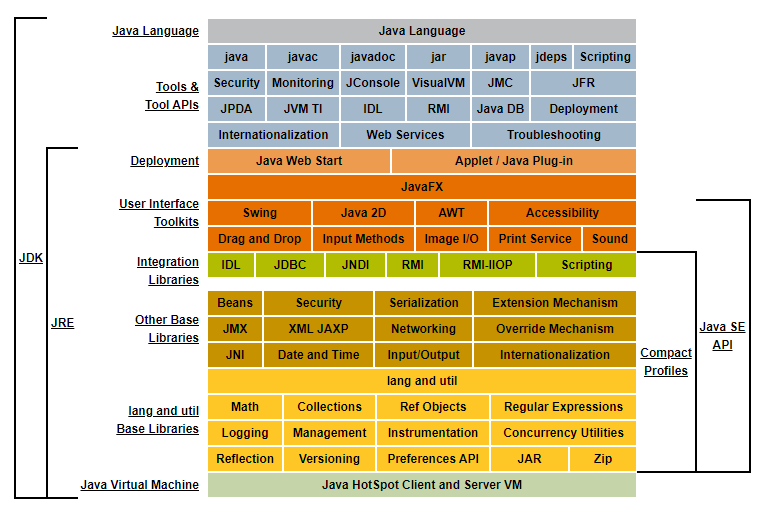 Java Language Java Language
java javac javadoc jar javap jdeps Scripting
Tools & Security Monitoring JConsole VisualVM JMC JFR
Tool APIs JPDA JVM TI IDL RMI Java DB Deployment
Internationalization Web Services Troubleshooting
Deployment Java Web Start Applet / Java Plug-in
JavaFX
User Interface
Toolkits
Swing Java 2D AWT Accessibility
Drag and Drop Input Methods Image I/O Print Service Sound
Integration
Libraries
IDL JDBC JNDI RMI RMI-IIOP Scripting
JDK
Beans Security Serialization Extension Mechanism
Other Base
Libraries
JRE
JMX XML JAXP Networking Override Mechanism
Java SE
API
JNI Date and Time Input/Output Internationalization
Compact
Profiles
lang and util
lang and util
Base Libraries
Math Collections Ref Objects Regular Expressions
Logging Management Instrumentation Concurrency Utilities
Reflection Versioning Preferences API JAR Zip
Java Virtual Machine Java HotSpot Client and Server VM